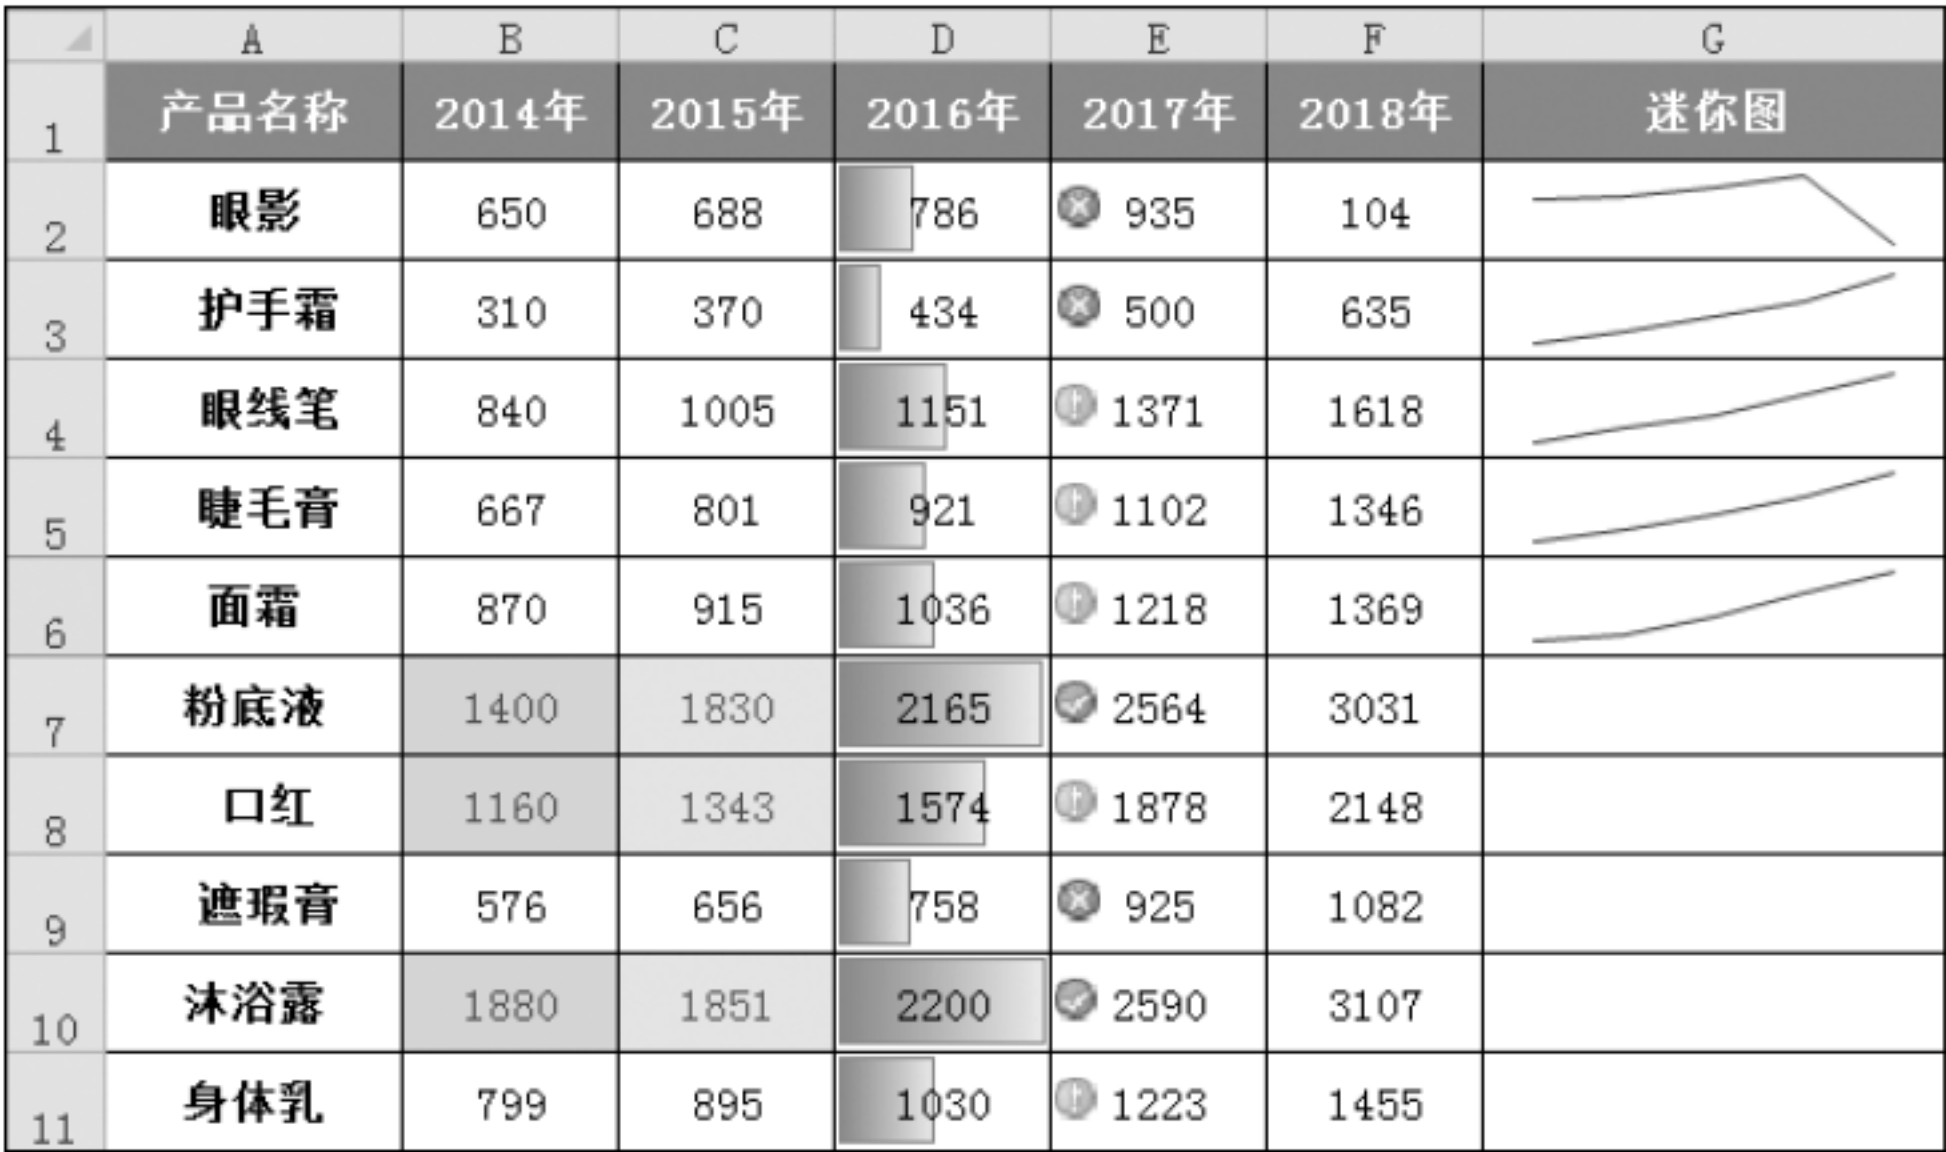 A B C D E F G
1 产品名称 2014年 2015年 2016年 2017年 2018年 迷你图
2 眼影 650 688 786 935 104
3 护手霜 310 370 434 500 635
4 眼线笔 840 1005 1151 1371 1618
5 睫毛膏 667 801 921 1102 1346
6 面霜 870 915 1036 1218 1369
7 粉底液 1400 1830 2165 2564 3031
8 口红 1160 1343 1574 1878 2148
9 遮瑕膏 576 656 758 925 1082
10 沐浴露 1880 1851 2200 2590 3107
11 身体乳 799 895 1030 1223 1455